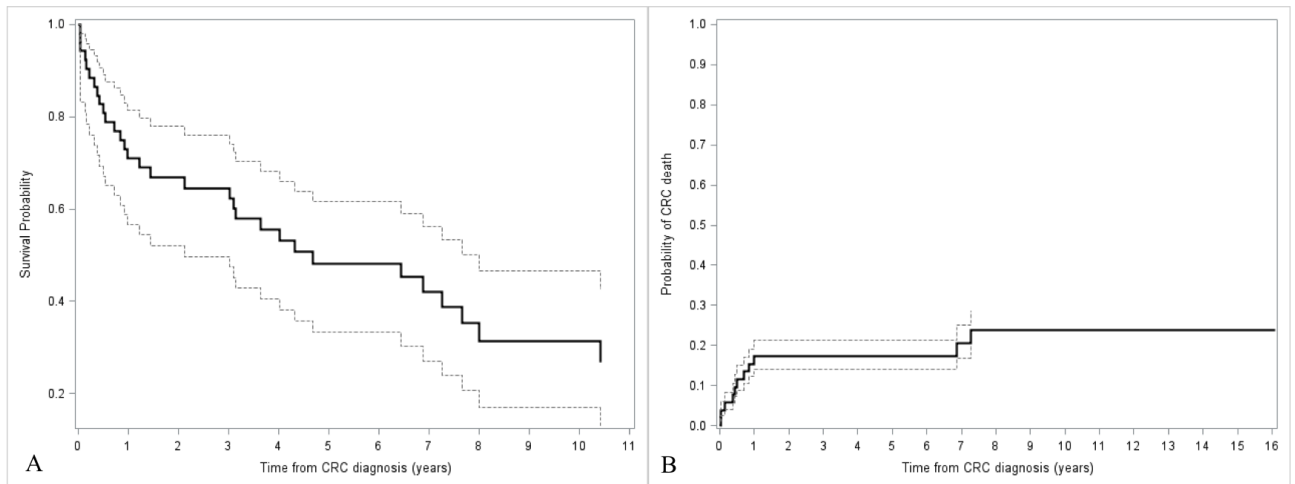 1.0
0.8
0.6
0.4
0.2
Survival Probability
0 1 2 3 4 5 6 7 8 9 10 11
Time from CRC diagnosis (years)
A
1.0
0.9
0.8
0.7
0.6
0.5
0.4
0.3
0.2
0.1
0.0
Probability of CRC death
0 1 2 3 4 5 6 7 8 9 10 11 12 13 14 15 16
Time from CRC diagnosis (years)
B